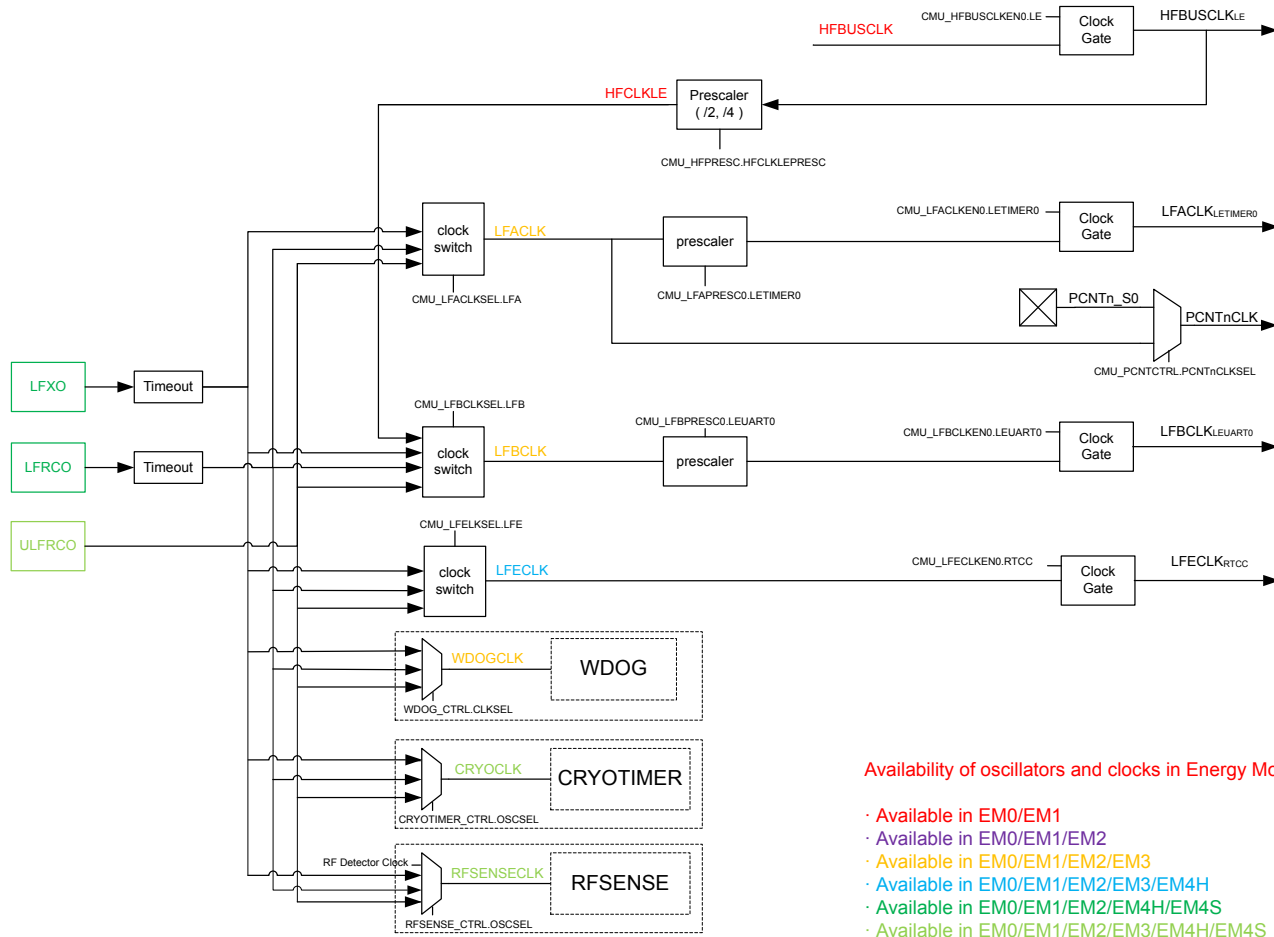 CMU_HFBUSCLKEN0.LE
HFBUSCLK
Clock
Gate
HFBUSCLKLE
HFCLKLE
Prescaler
( /2, /4 )
CMU_HFPRESC.HFCLKLEPRESC
clock
switch
LFACLK
CMU_LFACLKSEL.LFA
prescaler
CMU_LFAPRESC0.LETIMER0
CMU_LFACLKEN0.LETIMER0
Clock
Gate
LFACLKLETIMER0
PCNTn_S0
PCNTnCLK
CMU_PCNTCTRL.PCNTnCLKSEL
LFXO
Timeout
CMU_LFBCLKSEL.LFB
clock
switch
LFBCLK
CMU_LFBPRESC0.LEUART0
prescaler
CMU_LFBCLKEN0.LEUART0
Clock
Gate
LFBCLKLEUART0
LFRCO
Timeout
ULFRCO
CMU_LFELKSEL.LFE
clock
switch
LFECLK
CMU_LFECLKEN0.RTCC
Clock
Gate
LFECLKRTCC
WDOGCLK
WDOG
WDOG_CTRL.CLKSEL
CRYOCLK
CRYOTIMER
CRYOTIMER_CTRL.OSCSEL
RF Detector Clock
RFSENSECLK
RFSENSE
RFSENSE_CTRL.OSCSEL
Availability of oscillators and clocks in Energy Mo
· Available in EM0/EM1
· Available in EM0/EM1/EM2
· Available in EM0/EM1/EM2/EM3
· Available in EM0/EM1/EM2/EM3/EM4H
· Available in EM0/EM1/EM2/EM4H/EM4S
· Available in EM0/EM1/EM2/EM3/EM4H/EM4S